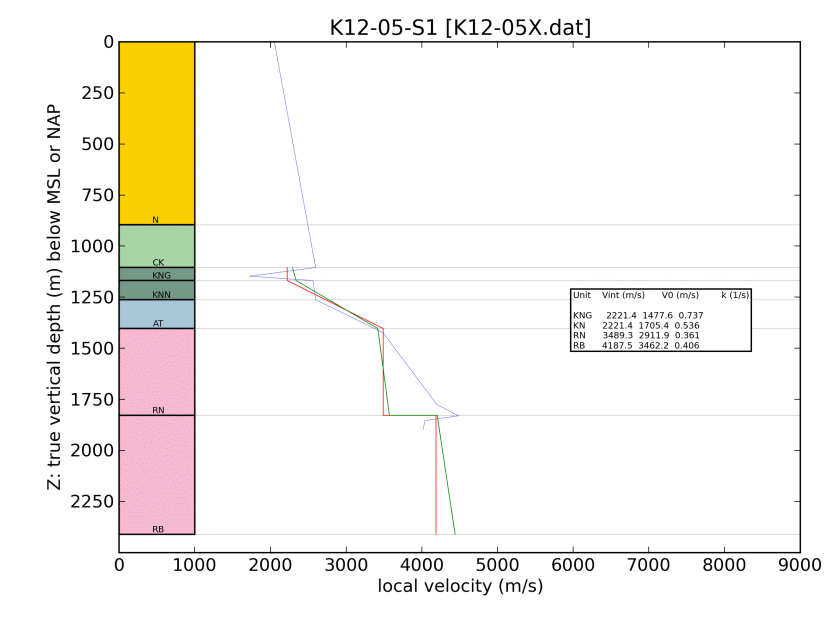 K12-05-S1 [K12-05X.dat]
Z: true vertical depth (m) below MSL or NAP
0
250
500
750
1000
1250
1500
1750
2000
2250
N
CK
KNG
KNN
AT
RN
RB
Unit Vint (m/s) V0 (m/s) k (1/s)
KNG 2221.4 1477.6 0.737
KN 2221.4 1705.4 0.536
RN 3489.3 2911.9 0.361
RB 4187.5 3462.2 0.406
0 1000 2000 3000 4000 5000 6000 7000 8000 9000
local velocity (m/s)